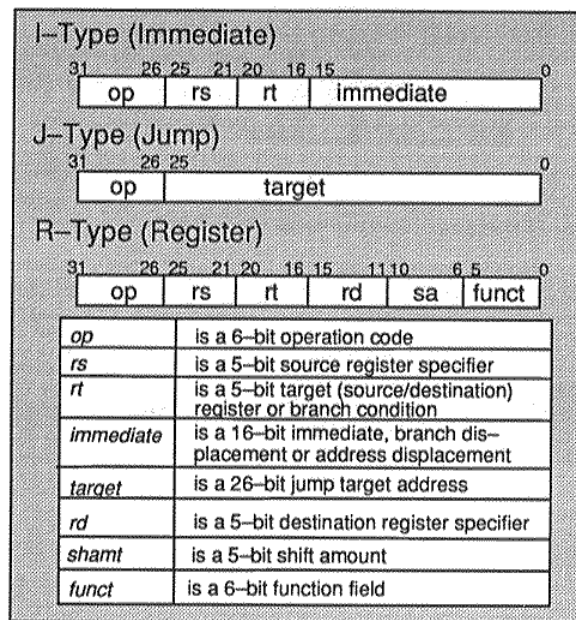 I–Type (Immediate)
31 26 25 21 20 16 15 0
op rs rt immediate
J–Type (Jump)
31 26 25 0
op target
R–Type (Register)
31 26 25 21 20 16 15 11 10 6 5 0
op rs rt rd sa funct
op is a 6–bit operation code
rs is a 5–bit source register specifier
rt is a 5–bit target (source/destination)
register or branch condition
immediate is a 16–bit immediate, branch dis–
placement or address displacement
target is a 26–bit jump target address
rd is a 5–bit destination register specifier
shamt is a 5–bit shift amount
funct is a 6–bit function field